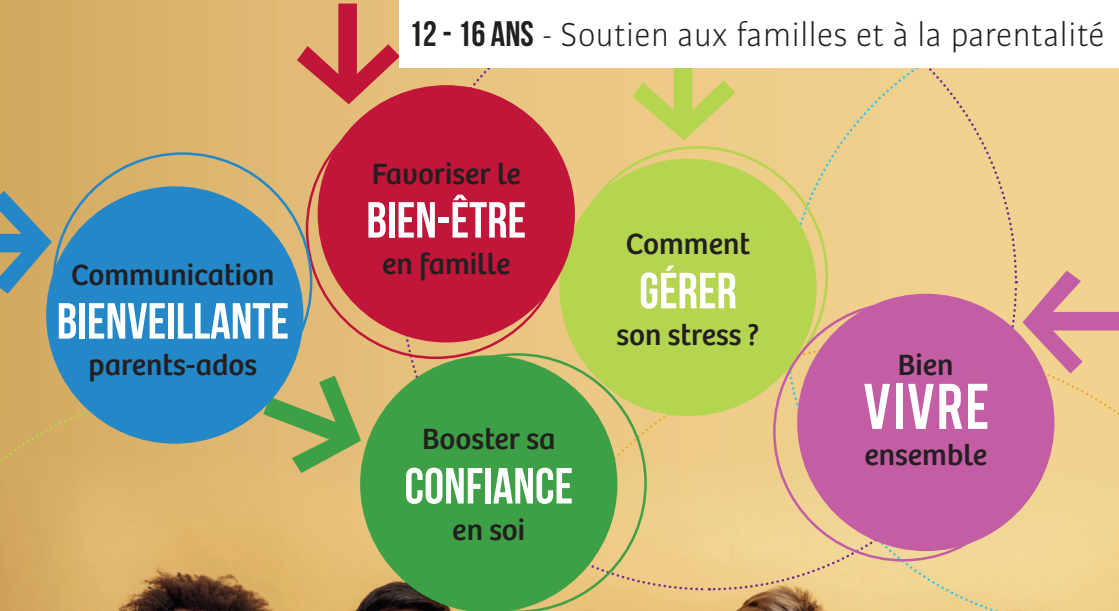 12 - 16 ANS - Soutien aux familles et à la parentalité
Communication
BIENVEILLANTE
parents-ados
Favoriser le
BIEN-ÊTRE
en famille
Booster sa
CONFIANCE
en soi
Comment
GÉRER
son stress ?
Bien
VIVRE
ensemble